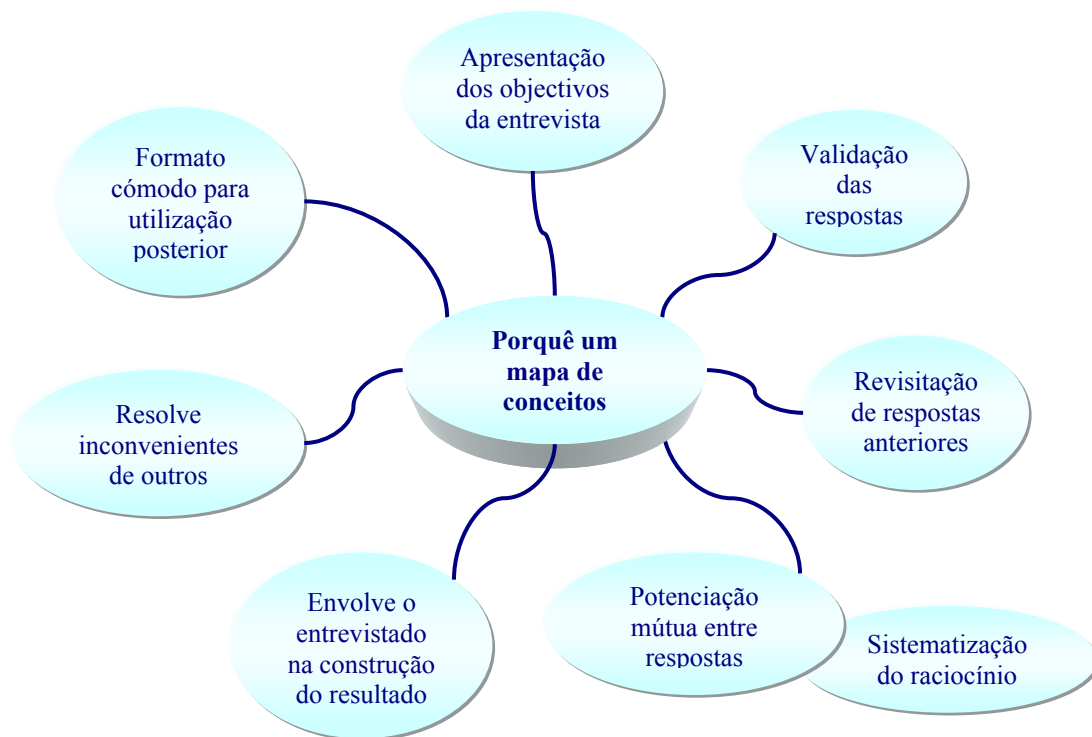 Apresentação
dos objectivos
da entrevista
Formato
cómodo para
utilização
posterior
Validação
das
respostas
Porquê um
mapa de
conceitos
Revisitação
de respostas
anteriores
Resolve
inconvenientes
de outros
Envolve o
entrevistado
na construção
do resultado
Potenciação
mútua entre
respostas
Sistematização
do raciocínio